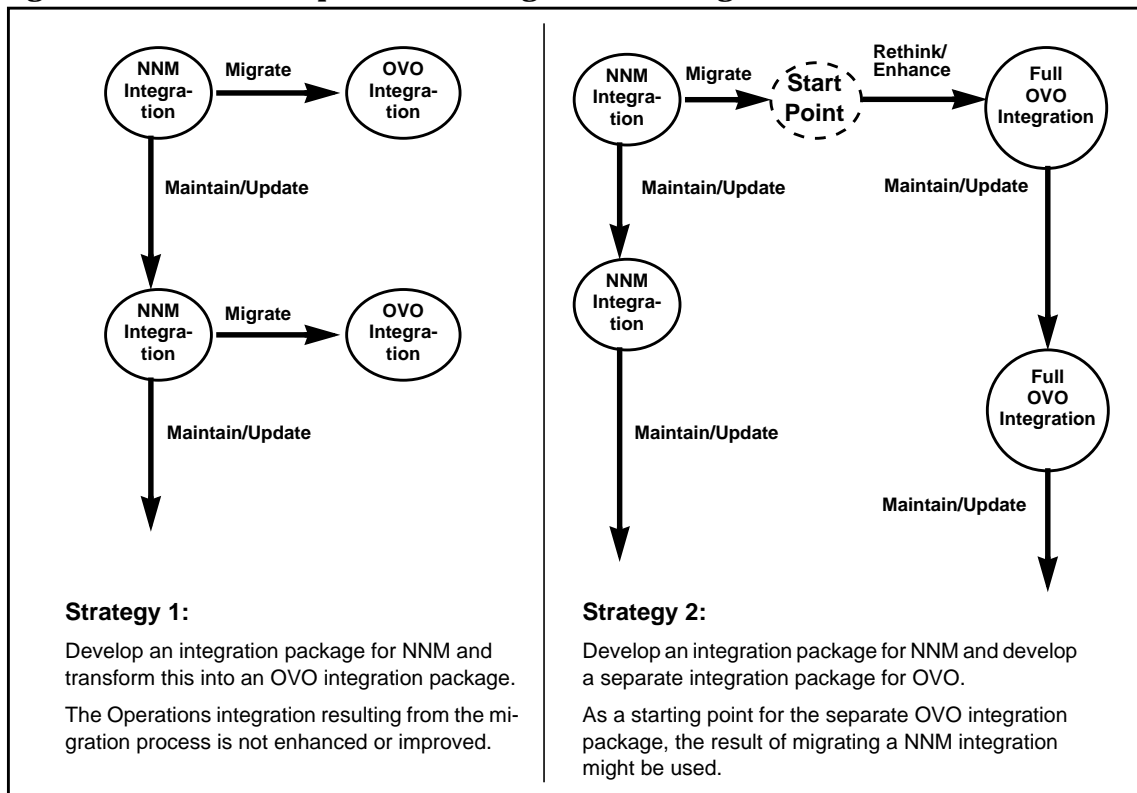 NNM
Integra-
tion
Migrate
OVO
Integra-
tion
Maintain/Update
NNM
Integra-
tion
Migrate
OVO
Integra-
tion
Maintain/Update
Strategy 1:
Develop an integration package for NNM and
transform this into an OVO integration package.
The Operations integration resulting from the mi-
gration process is not enhanced or improved.
NNM
Integra-
tion
Migrate
Start
Point
Rethink/
Enhance
Full
OVO
Integration
Maintain/Update
Maintain/Update
NNM
Integra-
tion
Full
OVO
Integration
Maintain/Update
Maintain/Update
Strategy 2:
Develop an integration package for NNM and develop
a separate integration package for OVO.
As a starting point for the separate OVO integration
package, the result of migrating a NNM integration
might be used.